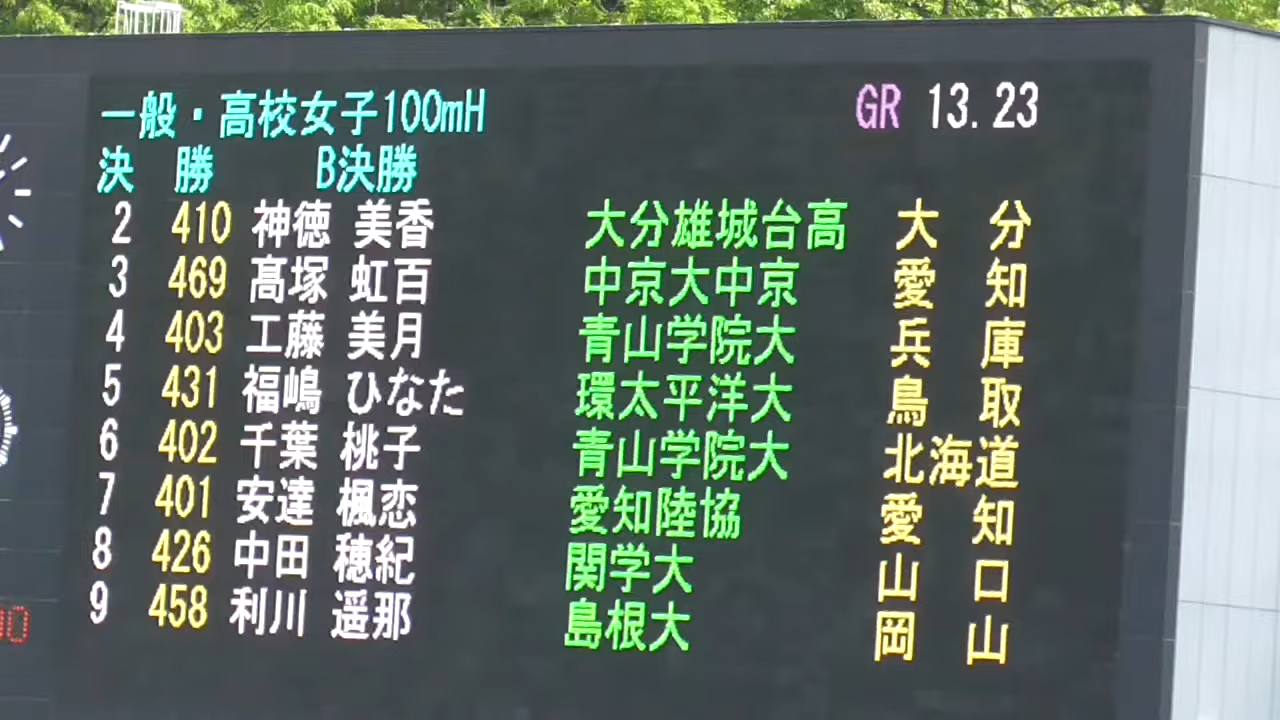 一般・高校女子100mH GR 13.23
決 勝 B決勝
2 410 神徳 美香 大分雄城台高 大 分
3 469 髙塚 虹百 中京大中京 愛 知
4 403 工藤 美月 青山学院大 兵 庫
5 431 福嶋 ひなた 環太平洋大 鳥 取
6 402 千葉 桃子 青山学院大 北海道
7 401 安達 楓恋 愛知陸協 愛 知
8 426 中田 穂紀 関学大 山 口
9 458 利川 遥那 島根大 岡 山